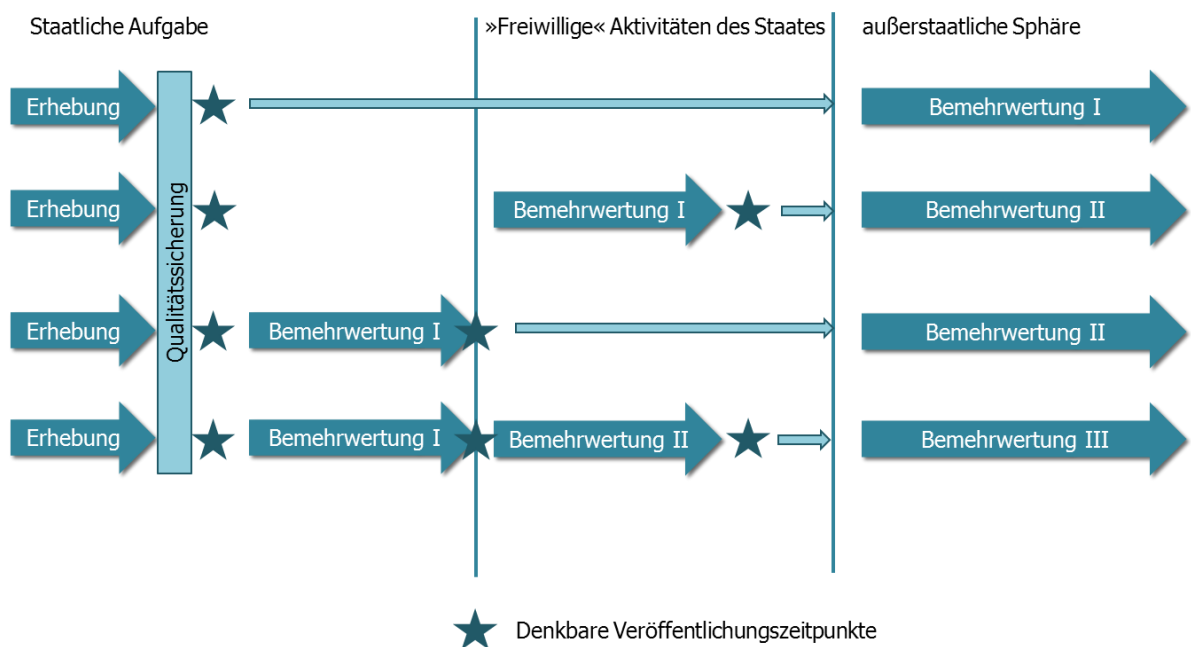 Staatliche Aufgabe
»Freiwillige« Aktivitäten des Staates
außerstaatliche Sphäre
Erhebung
Bemehrwertung I
Qualitätssicherung
Erhebung
Bemehrwertung I
Bemehrwertung II
Erhebung
Bemehrwertung I
Bemehrwertung II
Erhebung
Bemehrwertung I
Bemehrwertung II
Bemehrwertung III
Denkbare Veröffentlichungszeitpunkte